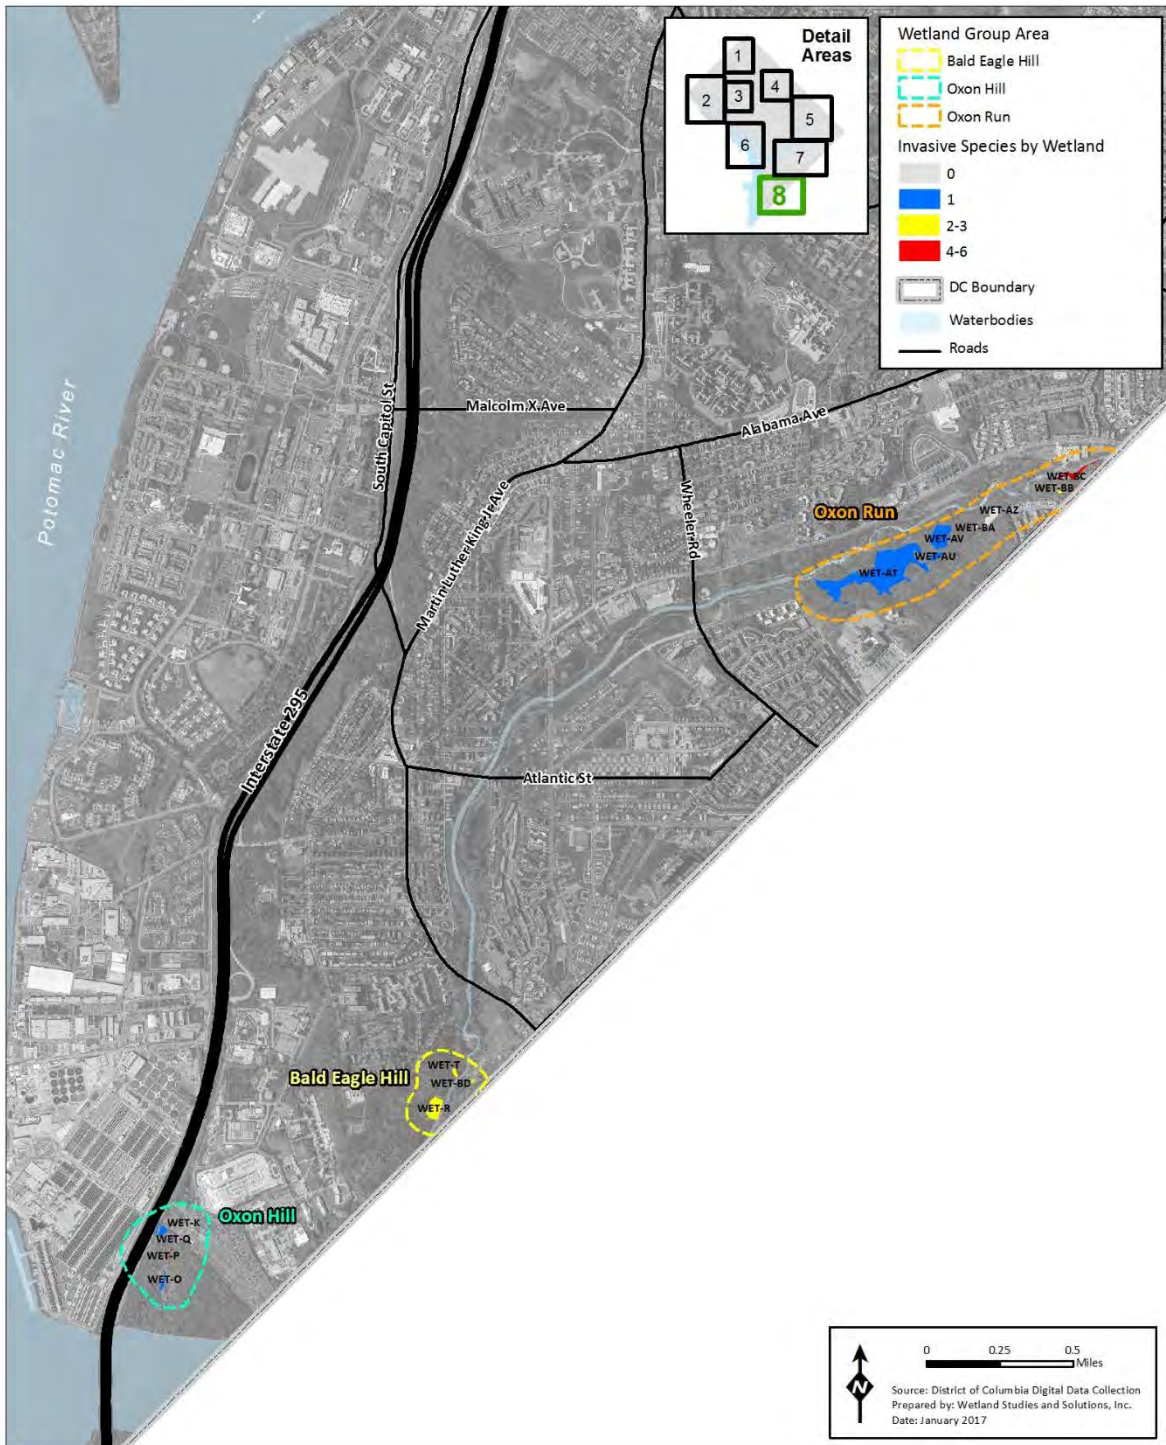 Detail
Areas
1
2
3
4
5
6
7
8
Wetland Group Area
Bald Eagle Hill
Oxon Hill
Oxon Run
Invasive Species by Wetland
0
1
2-3
4-6
DC Boundary
Waterbodies
Roads
Potomac River
South Capitol St
Malcolm X Ave
Alabama Ave
Martin Luther King Jr Ave
Wheeler Rd
Oxon Run
WET-BC
WET-BB
WET-AZ
WET-BA
WET-AV
WET-AU
WET-AT
Interstate 295
Atlantic St
Bald Eagle Hill
WET-T
WET-BD
WET-R
Oxon Hill
WET-K
WET-Q
WET-P
WET-O
N
0 0.25 0.5
Miles
Source: District of Columbia Digital Data Collection
Prepared by: Wetland Studies and Solutions, Inc.
Date: January 2017